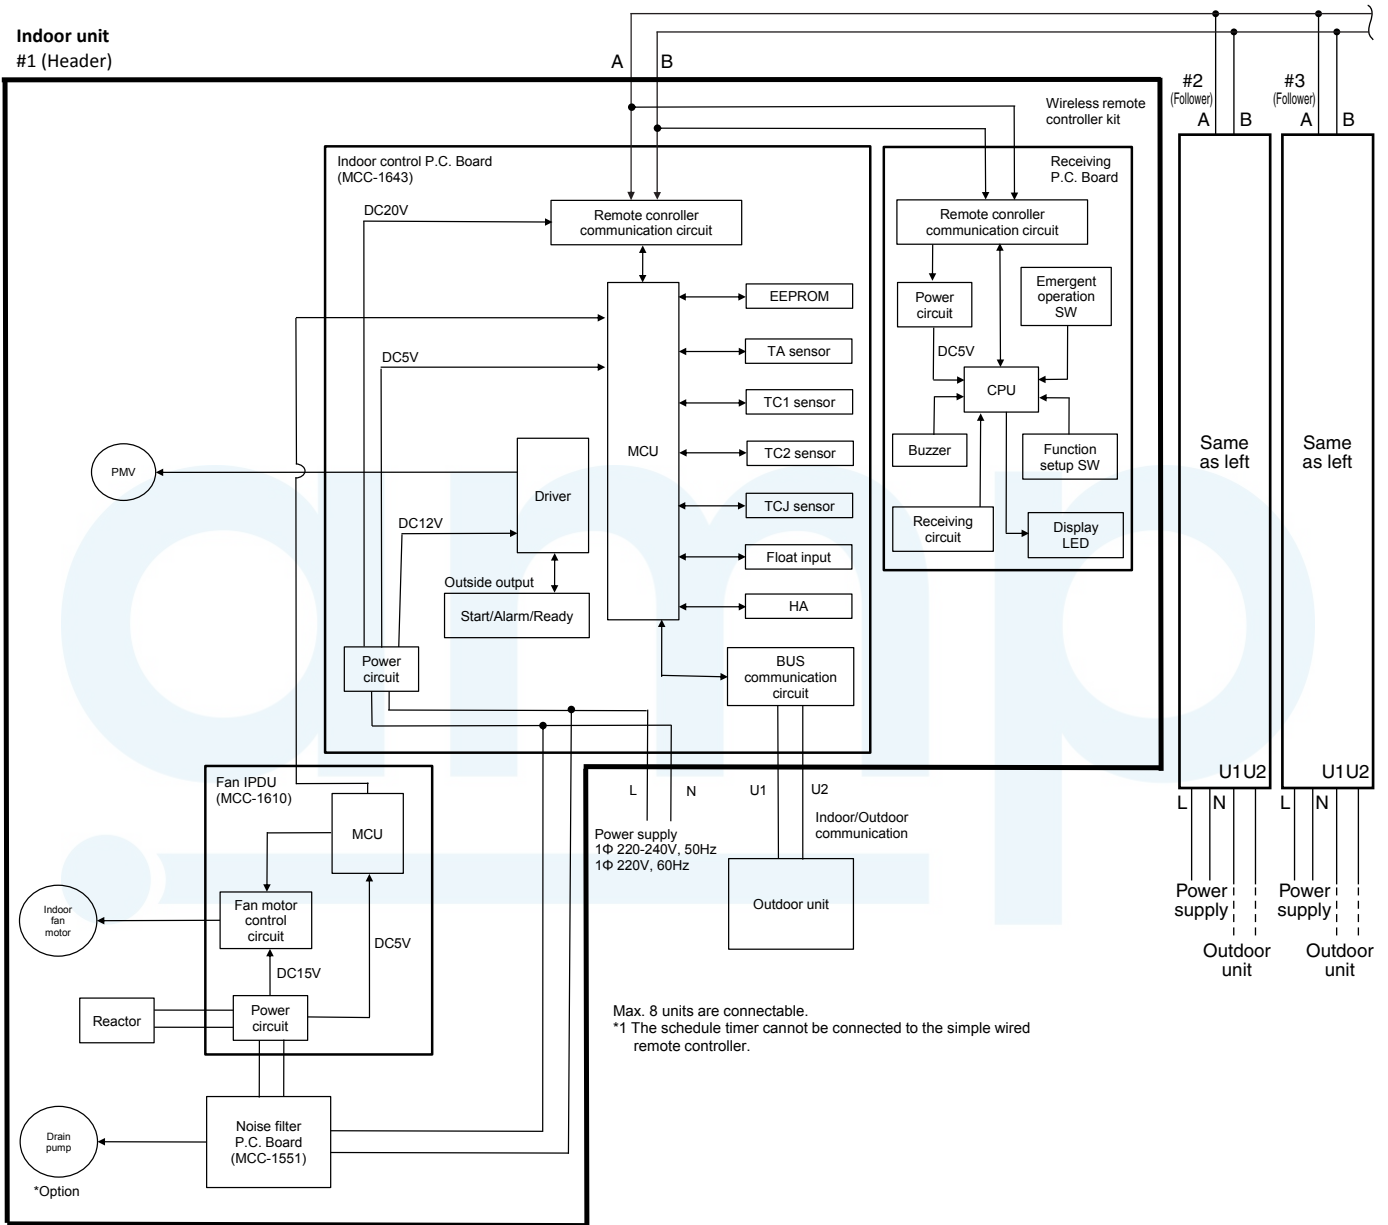 Indoor unit
#1 (Header)
A
B
#2
(Follower)
A
B
#3
(Follower)
A
B
Wireless remote
controller kit
Indoor control P.C. Board
(MCC-1643)
Receiving
P.C. Board
DC20V
Remote conroller
communication circuit
Remote conroller
communication circuit
EEPROM
Power
circuit
Emergent
operation
SW
DC5V
TA sensor
DC5V
CPU
TC1 sensor
MCU
TC2 sensor
Buzzer
Function
setup SW
Same
as left
Same
as left
PMV
Driver
TCJ sensor
DC12V
Receiving
circuit
Display
LED
Float input
Outside output
Start/Alarm/Ready
HA
Power
circuit
BUS
communication
circuit
amp
Fan IPDU
(MCC-1610)
MCU
L
N
U1
U2
U1U2
U1U2
L
N
L
N
Power supply
1Φ 220-240V, 50Hz
1Φ 220V, 60Hz
Indoor/Outdoor
communication
Outdoor unit
Power
supply
Power
supply
Outdoor
unit
Outdoor
unit
Indoor
fan
motor
Fan motor
control
circuit
DC5V
DC15V
Reactor
Power
circuit
Max. 8 units are connectable.
*1 The schedule timer cannot be connected to the simple wired
remote controller.
Drain
pump
Noise filter
P.C. Board
(MCC-1551)
*Option